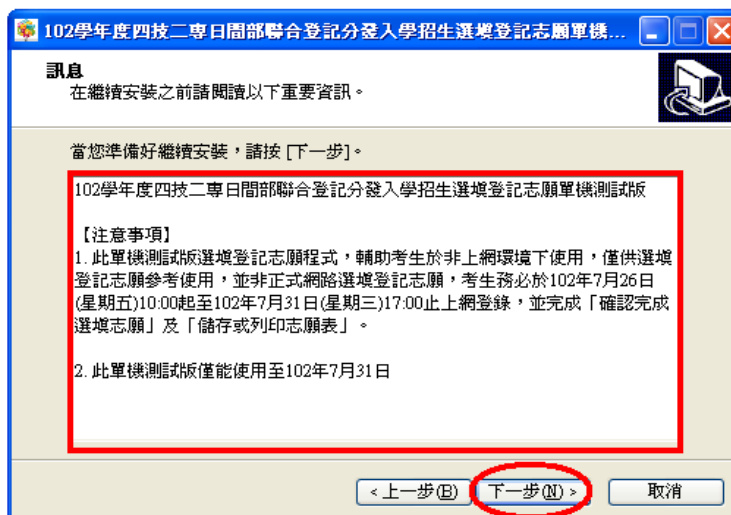 102學年度四技二專日間部聯合登記分發入學招生選填登記志願單機...
訊息
在繼續安裝之前請閱讀以下重要資訊。
當您準備好繼續安裝，請按 [下一步]。
102學年度四技二專日間部聯合登記分發入學招生選填登記志願單機測試版
【注意事項】
1. 此單機測試版選填登記志願程式，輔助考生於非上網環境下使用，僅供選填
登記志願參考使用，並非正式網路選填登記志願，考生務必於102年7月26日
(星期五)10:00起至102年7月31日(星期三)17:00止上網登錄，並完成「確認完成
選填志願」及「儲存或列印志願表」。
2. 此單機測試版僅能使用至102年7月31日
< 上一步(B) 下一步(N) > 取消